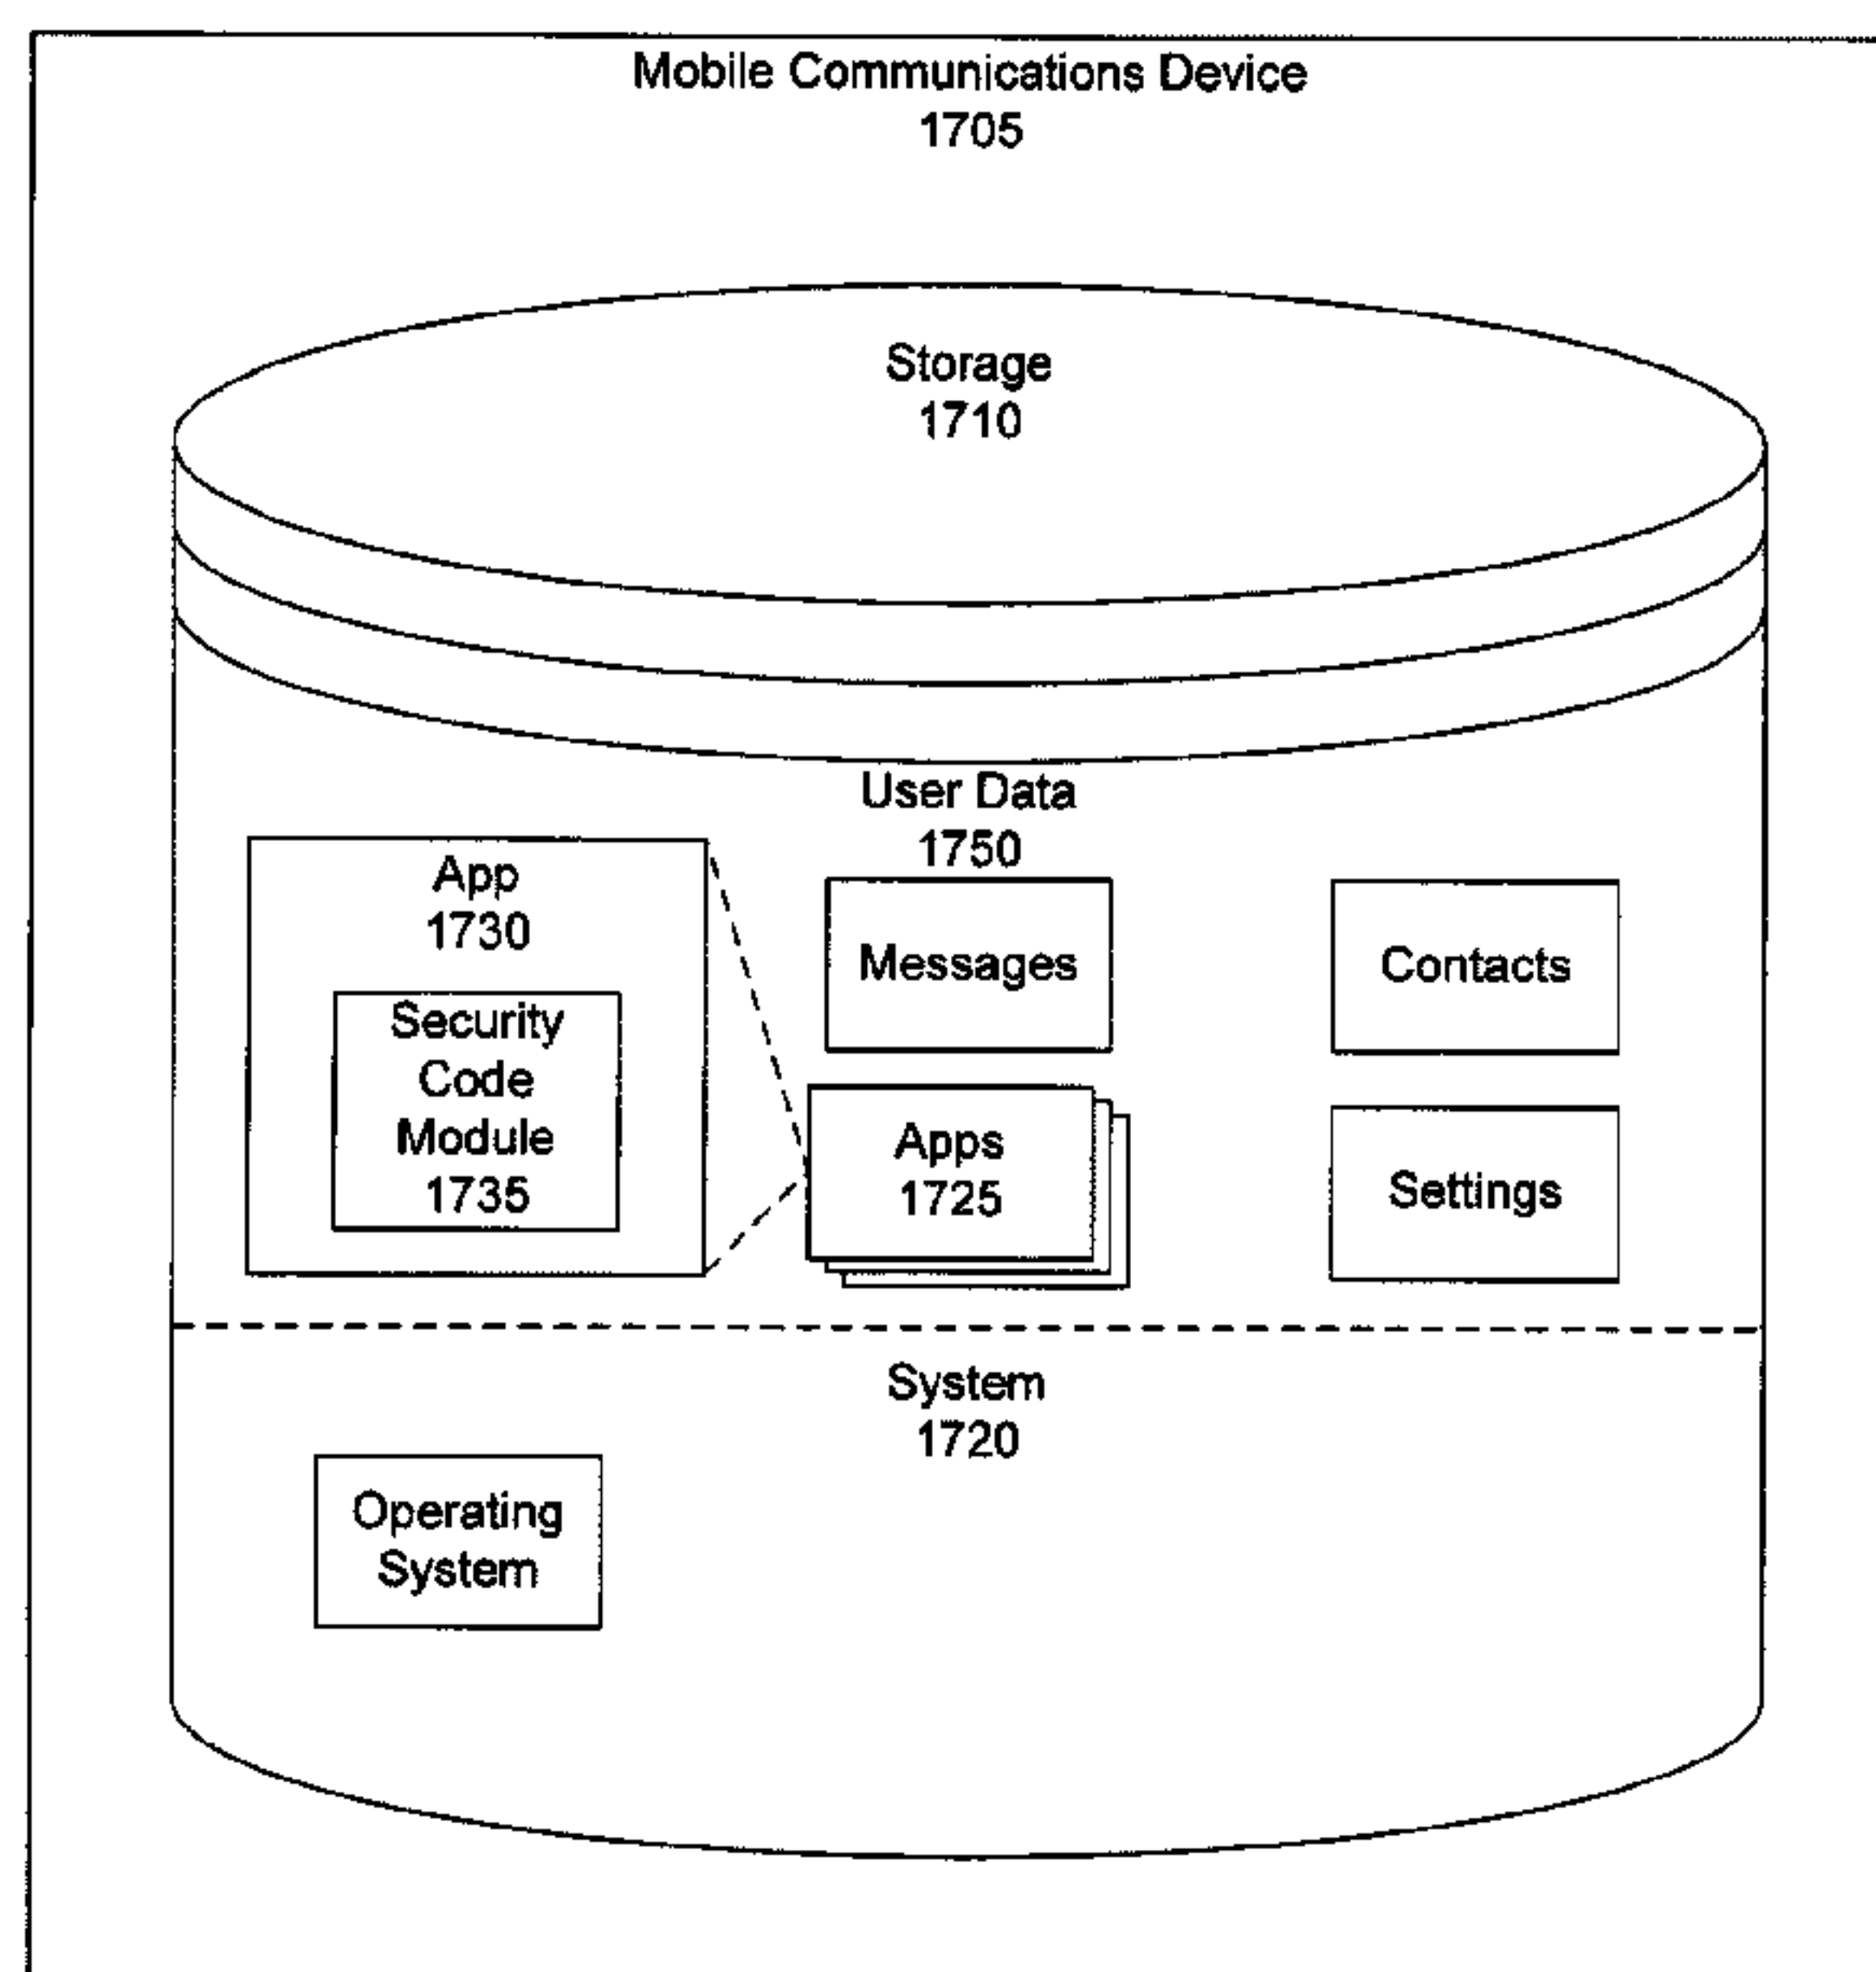 Mobile Communications Device
1705
Storage
1710
User Data
1750
App
1730
Security
Code
Module
1735
Messages
Contacts
Apps
1725
Settings
System
1720
Operating
System